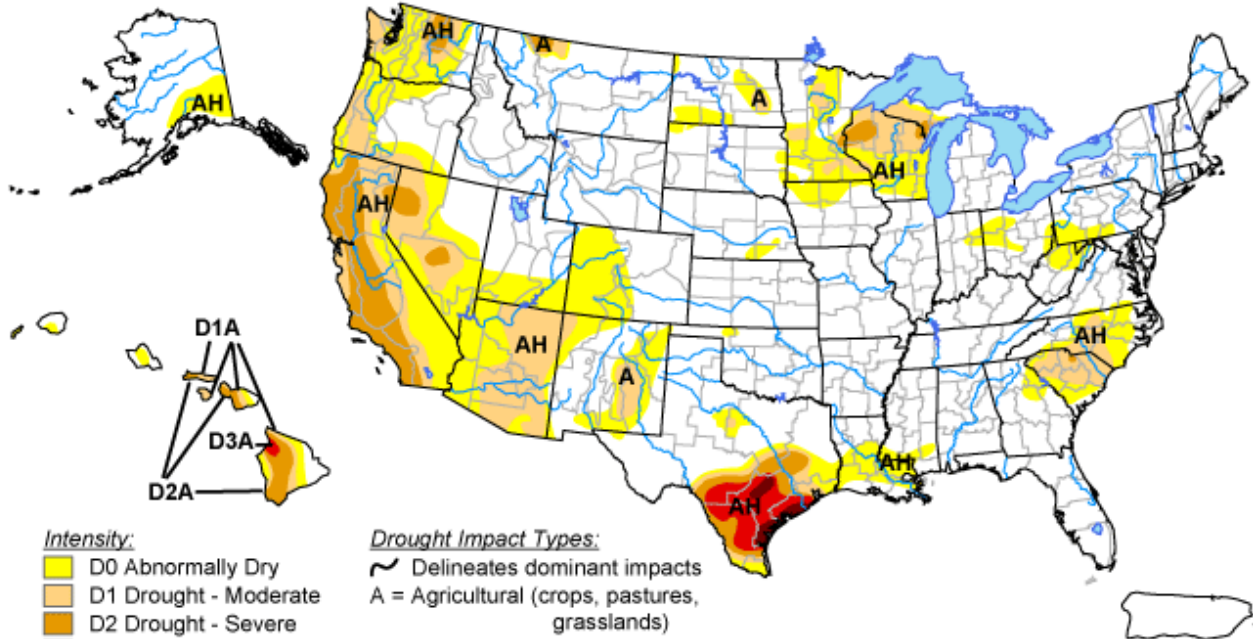 AH
A
AH
A
AH
AH
AH
AH
A
AH
AH
AH
D1A
D3A
D2A
Intensity:
D0 Abnormally Dry
D1 Drought - Moderate
D2 Drought - Severe
Drought Impact Types:
Delineates dominant impacts
A = Agricultural (crops, pastures,
grasslands)